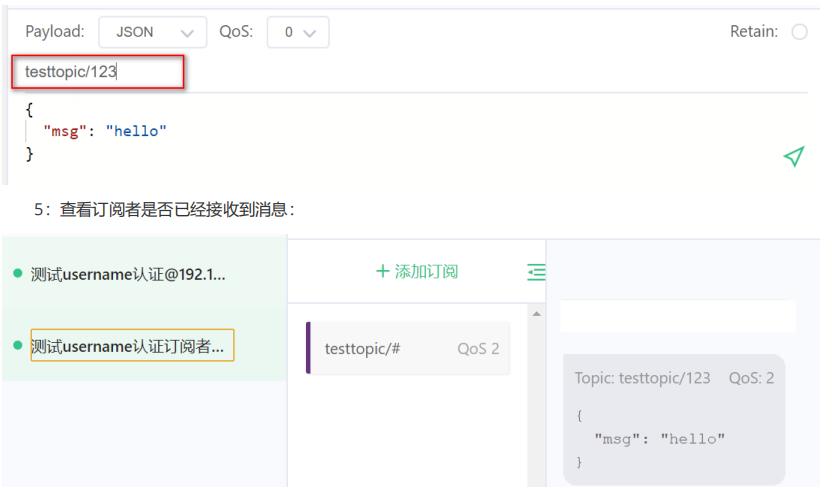 Payload: JSON QoS: 0 Retain:
testtopic/123
{
"msg": "hello"
}
5：查看订阅者是否已经接收到消息：
测试username认证@192.1...
测试username认证订阅者...
+ 添加订阅
testtopic/# QoS 2
Topic: testtopic/123 QoS: 2
{
"msg": "hello"
}